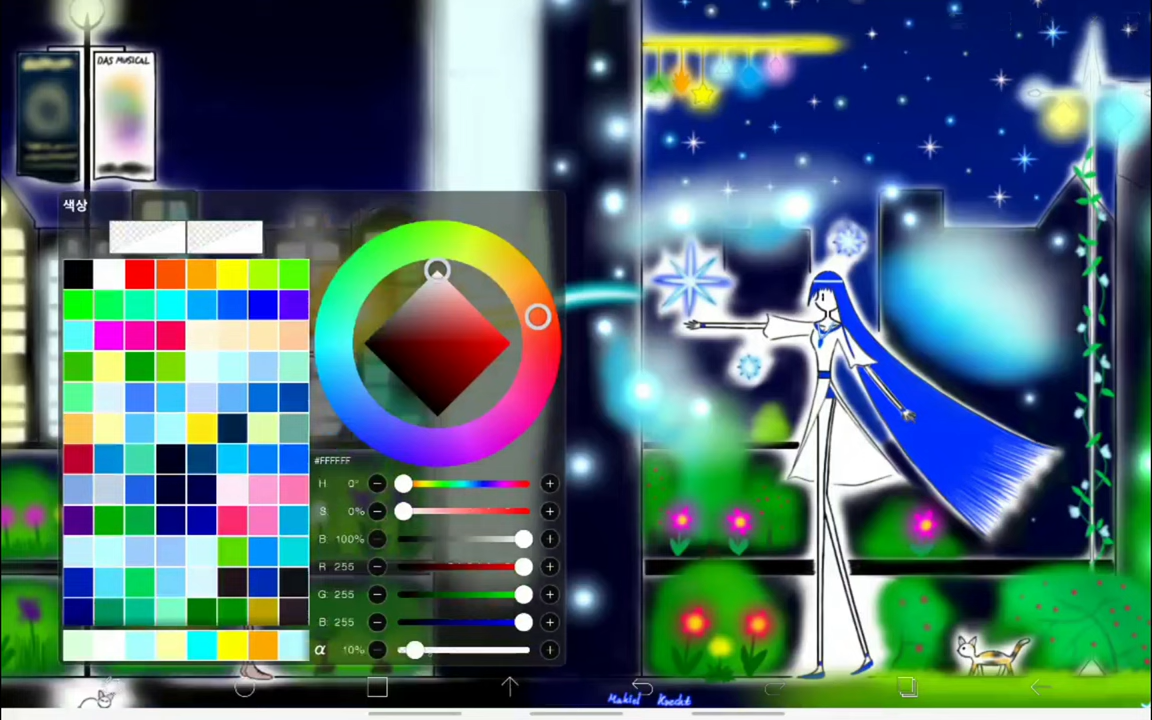 DAS MUSICAL
색상
#FFFFFF
H 0°
S 0%
B 100%
R 255
G 255
B 255
α 10%